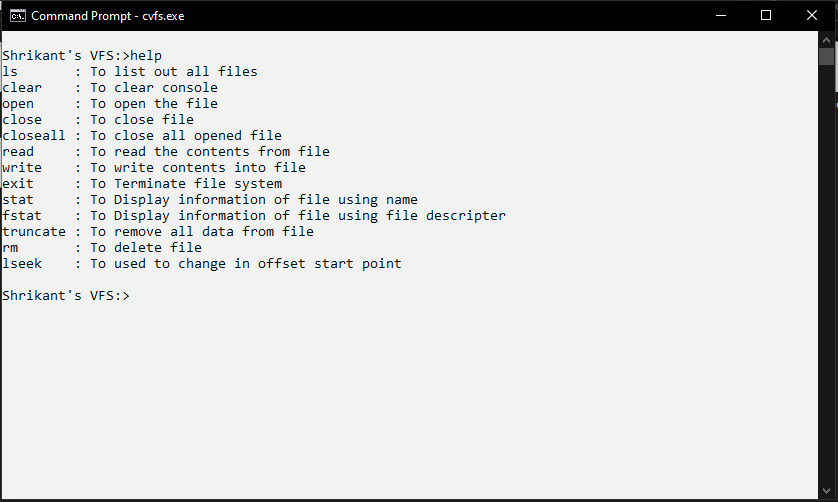 Command Prompt - cvfs.exe
Shrikant's VFS:>help
ls       : To list out all files
clear    : To clear console
open     : To open the file
close    : To close file
closeall : To close all opened file
read     : To read the contents from file
write    : To write contents into file
exit     : To Terminate file system
stat     : To Display information of file using name
fstat    : To Display information of file using file descripter
truncate : To remove all data from file
rm       : To delete file
lseek    : To used to change in offset start point
Shrikant's VFS:>